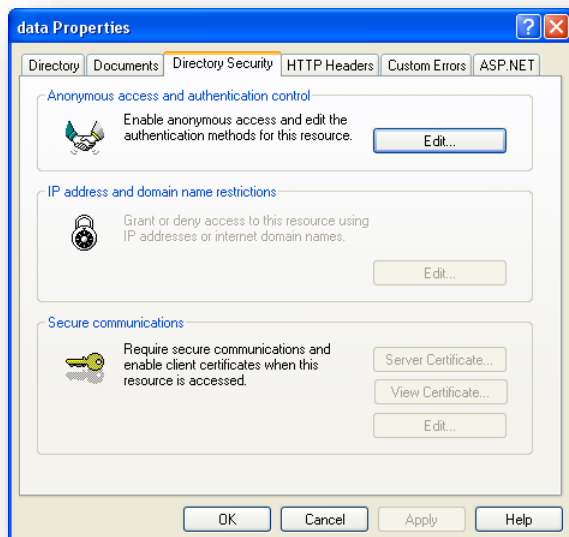 data Properties
Directory Documents Directory Security HTTP Headers Custom Errors ASP.NET
Anonymous access and authentication control
Enable anonymous access and edit the
authentication methods for this resource.
Edit...
IP address and domain name restrictions
Grant or deny access to this resource using
IP addresses or internet domain names.
Edit...
Secure communications
Require secure communications and
enable client certificates when this
resource is accessed.
Server Certificate...
View Certificate...
Edit...
OK Cancel Apply Help